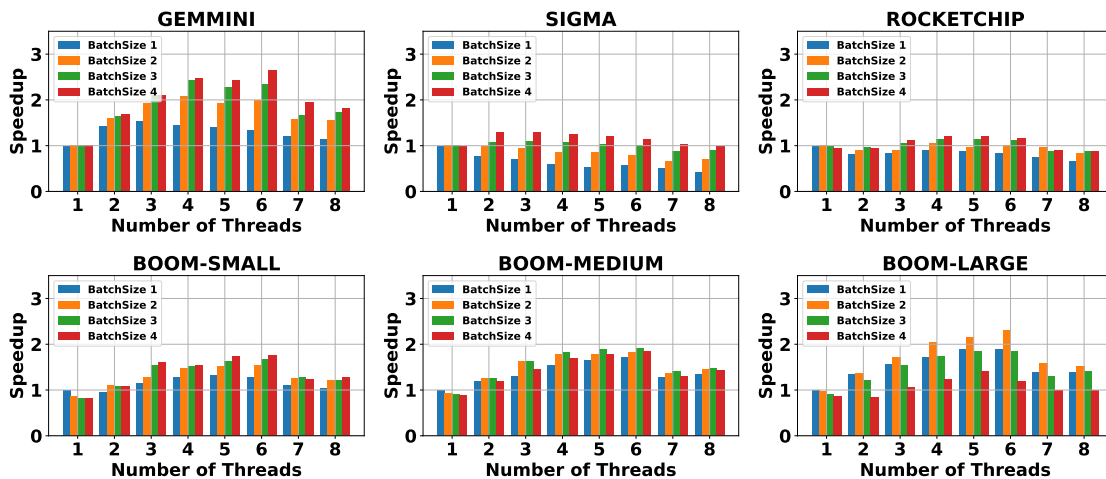 GEMMINI
Speedup
3
2
1
0
BatchSize 1
BatchSize 2
BatchSize 3
BatchSize 4
1 2 3 4 5 6 7 8
Number of Threads
SIGMA
Speedup
3
2
1
0
BatchSize 1
BatchSize 2
BatchSize 3
BatchSize 4
1 2 3 4 5 6 7 8
Number of Threads
ROCKETCHIP
Speedup
3
2
1
0
BatchSize 1
BatchSize 2
BatchSize 3
BatchSize 4
1 2 3 4 5 6 7 8
Number of Threads
BOOM-SMALL
Speedup
3
2
1
0
BatchSize 1
BatchSize 2
BatchSize 3
BatchSize 4
1 2 3 4 5 6 7 8
Number of Threads
BOOM-MEDIUM
Speedup
3
2
1
0
BatchSize 1
BatchSize 2
BatchSize 3
BatchSize 4
1 2 3 4 5 6 7 8
Number of Threads
BOOM-LARGE
Speedup
3
2
1
0
BatchSize 1
BatchSize 2
BatchSize 3
BatchSize 4
1 2 3 4 5 6 7 8
Number of Threads